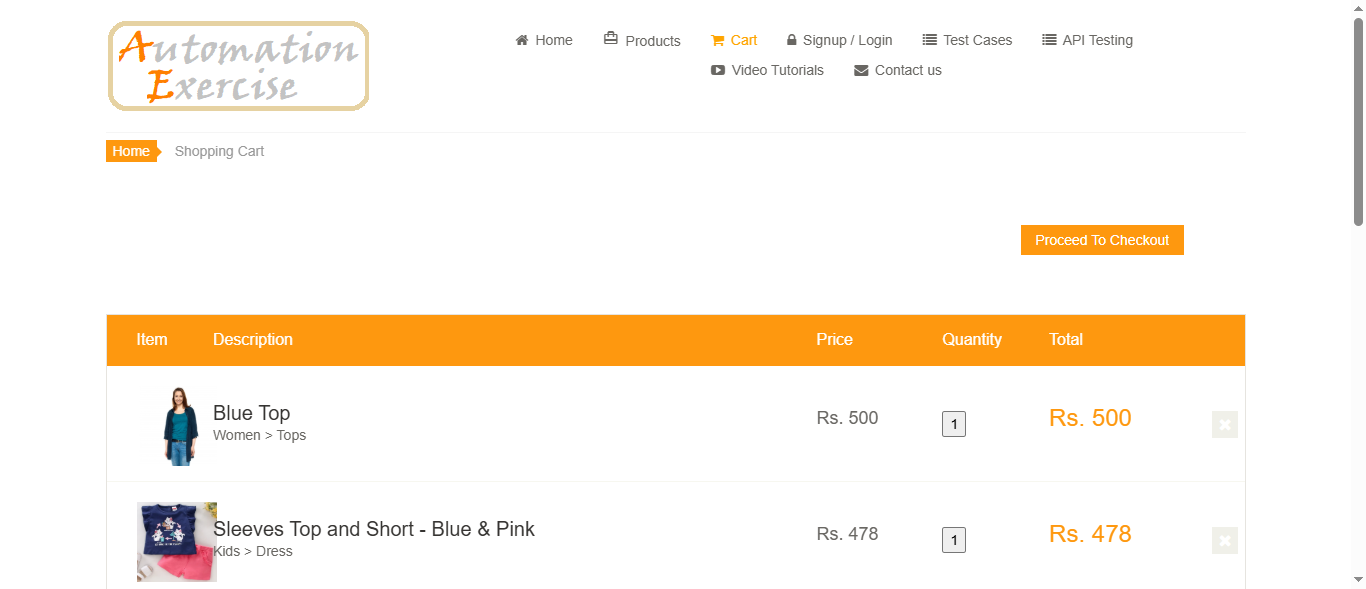 Automation
Exercise
Home Products Cart Signup / Login Test Cases API Testing
Video Tutorials Contact us
Home Shopping Cart
Proceed To Checkout
Item Description Price Quantity Total
Blue Top
Women > Tops
Rs. 500 1 Rs. 500
Sleeves Top and Short - Blue & Pink
Kids > Dress
Rs. 478 1 Rs. 478